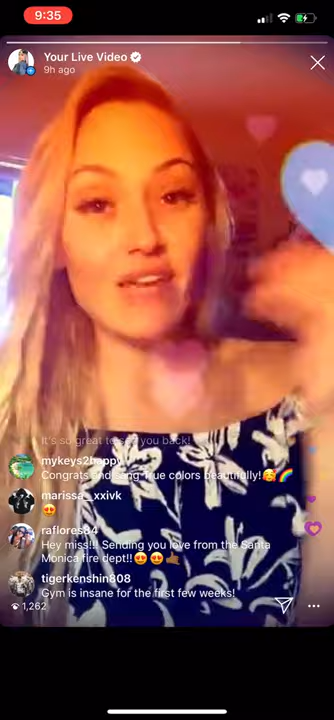 9:35
Your Live Video
9h ago
It's so great to see you back!
mykeys2happy
Congrats and sang True colors beautifully!🥰🌈
marissa_xxivk
😍
raflores84
Hey miss!!! Sending you love from the Santa
Monica fire dept!!😍😍🤙
tigerkenshin808
Gym is insane for the first few weeks!
1,262